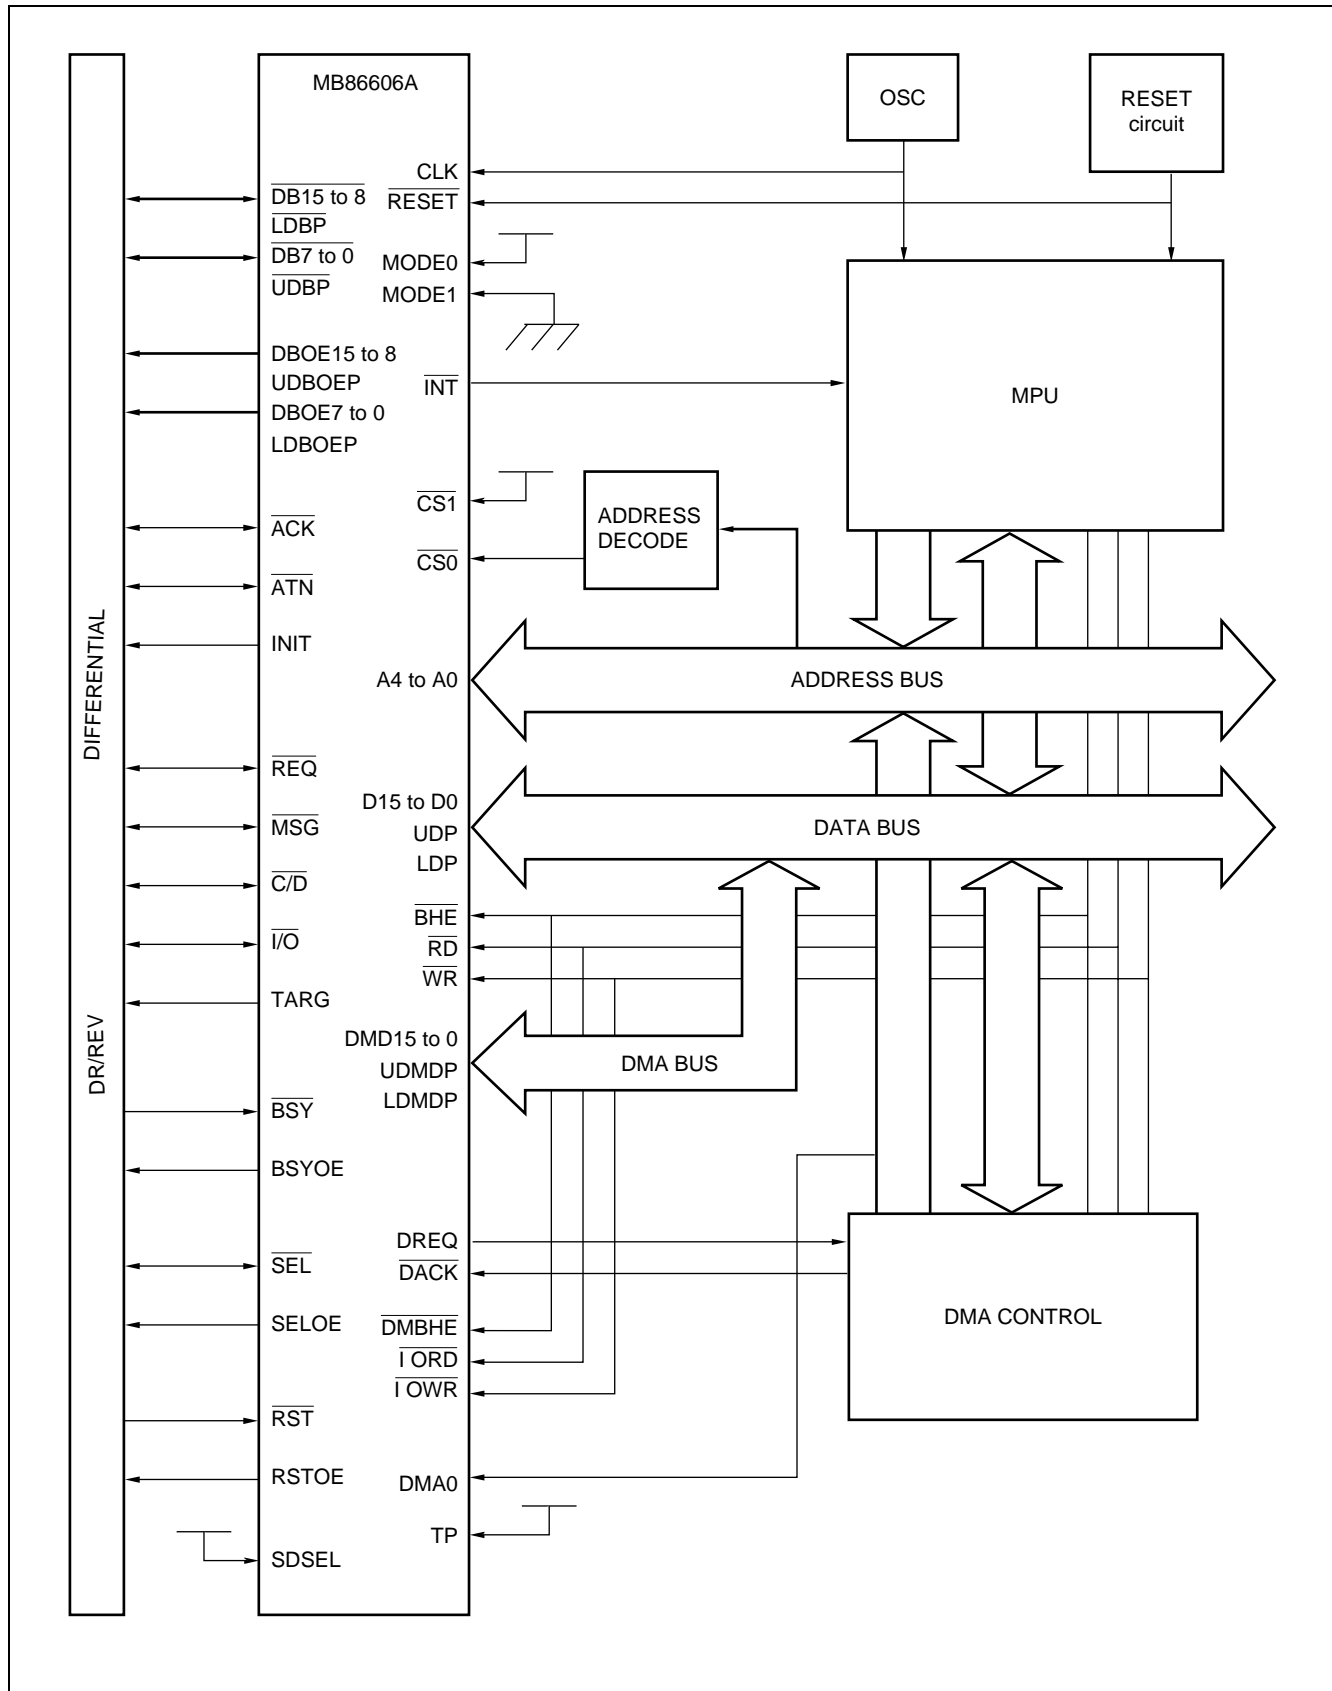 MB86606A
OSC
RESET
circuit
CLK
RESET
DB15 to 8
LDBP
DB7 to 0
UDBP
MODE0
MODE1
DBOE15 to 8
UDBOEP
DBOE7 to 0
LDBOEP
INT
MPU
CS1
CS0
ADDRESS
DECODE
ACK
ATN
INIT
A4 to A0
ADDRESS BUS
DIFFERENTIAL
DR/REV
REQ
MSG
C/D
I/O
TARG
D15 to D0
UDP
LDP
DATA BUS
BHE
RD
WR
DMD15 to 0
UDMDP
LDMDP
DMA BUS
BSY
BSYOE
SEL
SELOE
RST
RSTOE
SDSEL
DREQ
DACK
DMBHE
I ORD
I OWR
DMA0
TP
DMA CONTROL